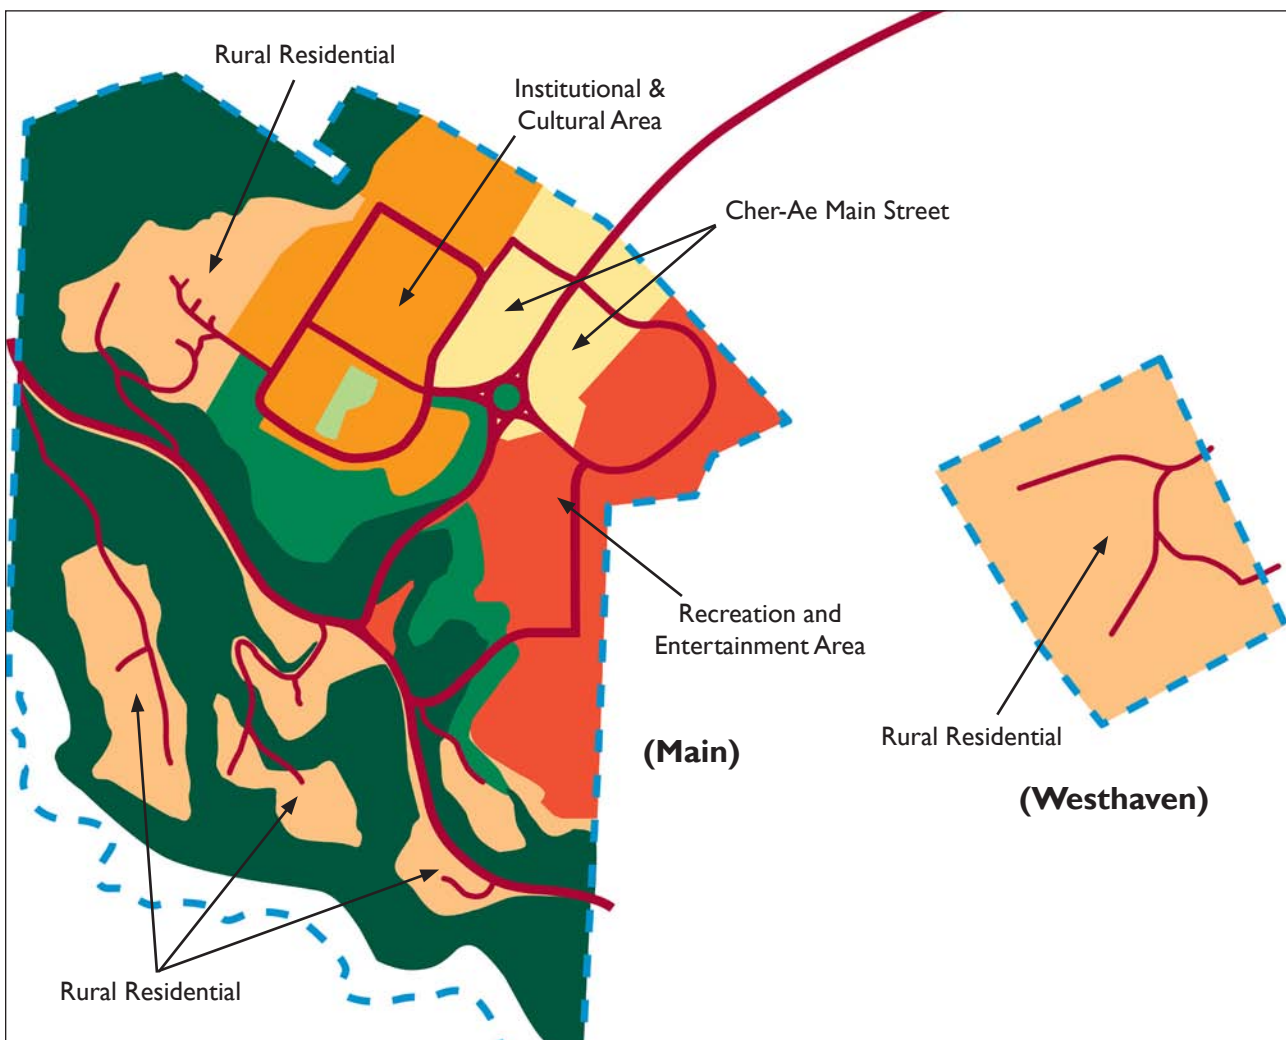 Rural Residential
Institutional &
Cultural Area
Cher-Ae Main Street
Recreation and
Entertainment Area
Rural Residential
(Main)
(Westhaven)
Rural Residential